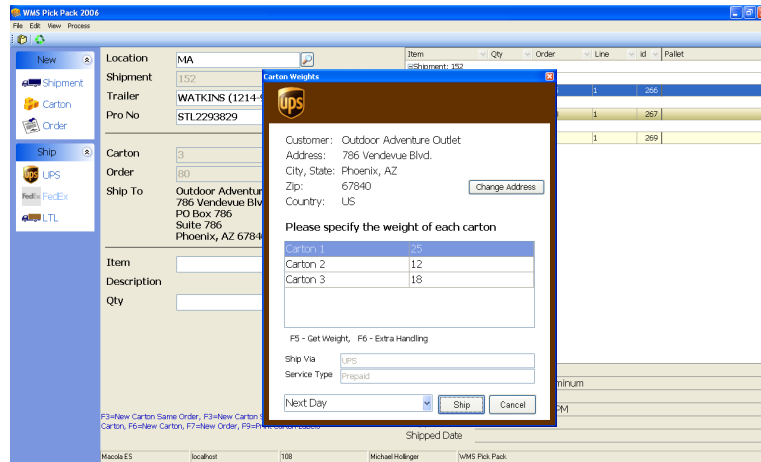 WMS Pick Pack 2006
File Edit View Process
New
Shipment
Carton
Order
Ship
UPS
FedEx FedEx
LTL
Location MA
Shipment 152
Trailer WATKINS (1214-
Pro No STL2293829
Carton 3
Order 80
Ship To Outdoor Adventur
786 Vendevue Blv
PO Box 786
Suite 786
Phoenix, AZ 6784
Item
Description
Qty
F3=New Carton Same Order, F3=New Carton S
Carton, F6=New Carton, F7=New Order, F9=Print Carton Labels
Item Qty Order Line id Pallet
Shipment: 152
1 266
1 267
1 269
Carton Weights
ups
Customer: Outdoor Adventure Outlet
Address: 786 Vendevue Blvd.
City, State: Phoenix, AZ
Zip: 67840
Change Address
Country: US
Please specify the weight of each carton
Carton 1 25
Carton 2 12
Carton 3 18
F5 - Get Weight, F6 - Extra Handling
Ship Via UPS
Service Type Prepaid
Next Day Ship Cancel
minum
PM
Shipped Date
Macola ES localhost 108 Michael Hollinger WMS Pick Pack